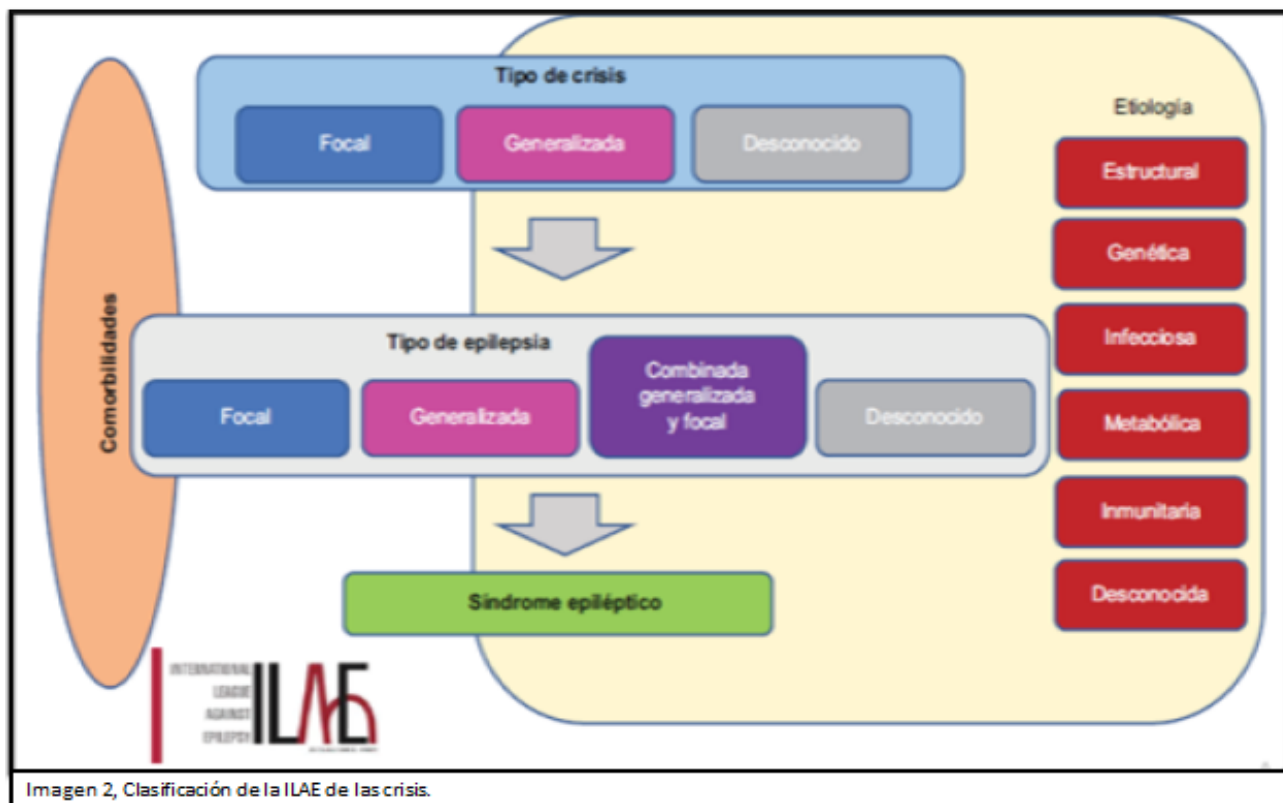 Tipo de crisis
Focal
Generalizada
Desconocido
Etiologia
Estructural
Genética
Infecciosa
Metabólica
Inmunitaria
Desconocida
Comorbilidades
Tipo de epilepsia
Focal
Generalizada
Combinada
generalizada
y focal
Desconocido
Síndrome epiléptico
INTERNATIONAL
LEAGUE
AGAINST
EPILEPSY
ILAE
Imagen 2, Clasificación de la ILAE de las crisis.